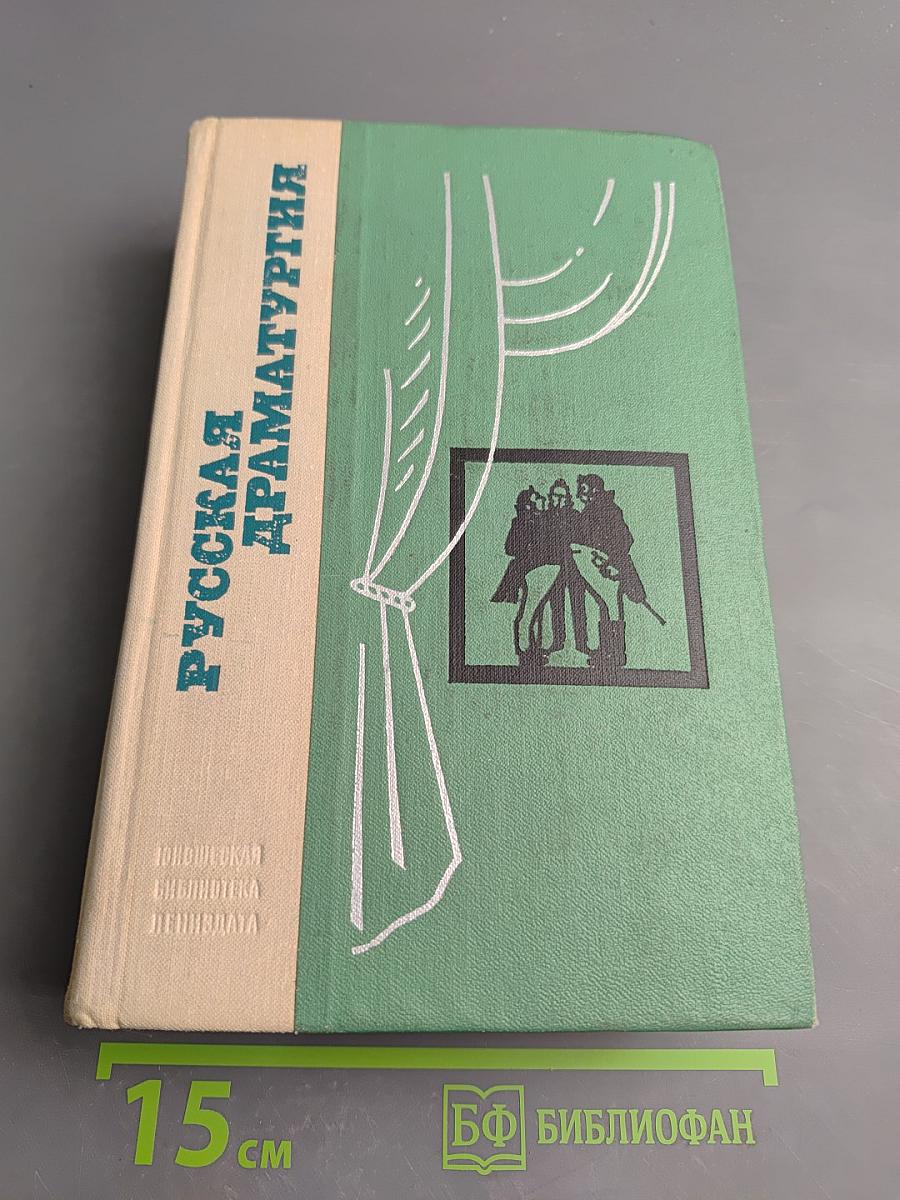 РУССКАЯ
ДРАМАТУРГИЯ
ЮНОШЕСКАЯ
БИБЛИОТЕКА
ЛЕНИЗДАТА
15 см
БФ БИБЛИОФАН